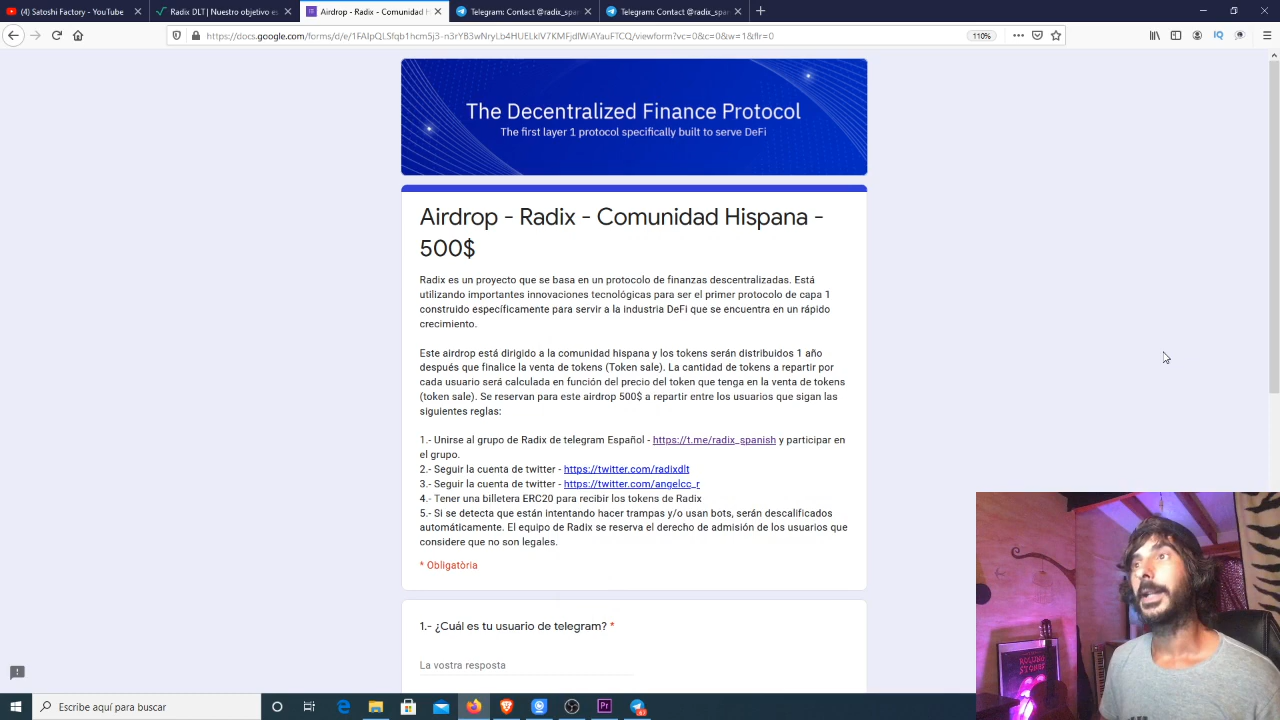 (4) Satoshi Factory - YouTube
Radix DLT | Nuestro objetivo es
Airdrop - Radix - Comunidad H
Telegram: Contact @radix_span
Telegram: Contact @radix_span
https://docs.google.com/forms/d/e/1FAIpQLSfqb1hcm5j3-n3rYB3wNryLb4HUELkIV7KMFjdlWiAYauFTCQ/viewform?vc=0&c=0&w=1&flr=0
110%
IQ
The Decentralized Finance Protocol
The first layer 1 protocol specifically built to serve DeFi
Airdrop - Radix - Comunidad Hispana -
500$
Radix es un proyecto que se basa en un protocolo de finanzas descentralizadas. Está
utilizando importantes innovaciones tecnológicas para ser el primer protocolo de capa 1
construido específicamente para servir a la industria DeFi que se encuentra en un rápido
crecimiento.
Este airdrop está dirigido a la comunidad hispana y los tokens serán distribuidos 1 año
después que finalice la venta de tokens (Token sale). La cantidad de tokens a repartir por
cada usuario será calculada en función del precio del token que tenga en la venta de tokens
(token sale). Se reservan para este airdrop 500$ a repartir entre los usuarios que sigan las
siguientes reglas:
1.- Unirse al grupo de Radix de telegram Español - https://t.me/radix_spanish y participar en
el grupo.
2.- Seguir la cuenta de twitter - https://twitter.com/radixdlt
3.- Seguir la cuenta de twitter - https://twitter.com/angelcc_r
4.- Tener una billetera ERC20 para recibir los tokens de Radix
5.- Si se detecta que están intentando hacer trampas y/o usan bots, serán descalificados
automáticamente. El equipo de Radix se reserva el derecho de admisión de los usuarios que
considere que no son legales.
* Obligatòria
1.- ¿Cuál es tu usuario de telegram? *
La vostra resposta
ROLLING
STONES
Escribe aquí para buscar
Pr